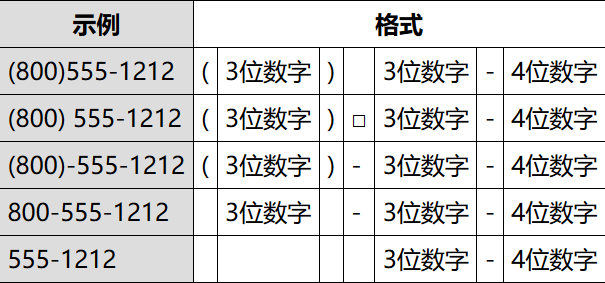 示例 格式
(800)555-1212 ( 3位数字 ) 3位数字 - 4位数字
(800) 555-1212 ( 3位数字 ) □ 3位数字 - 4位数字
(800)-555-1212 ( 3位数字 ) - 3位数字 - 4位数字
800-555-1212 3位数字 - 3位数字 - 4位数字
555-1212 3位数字 - 4位数字